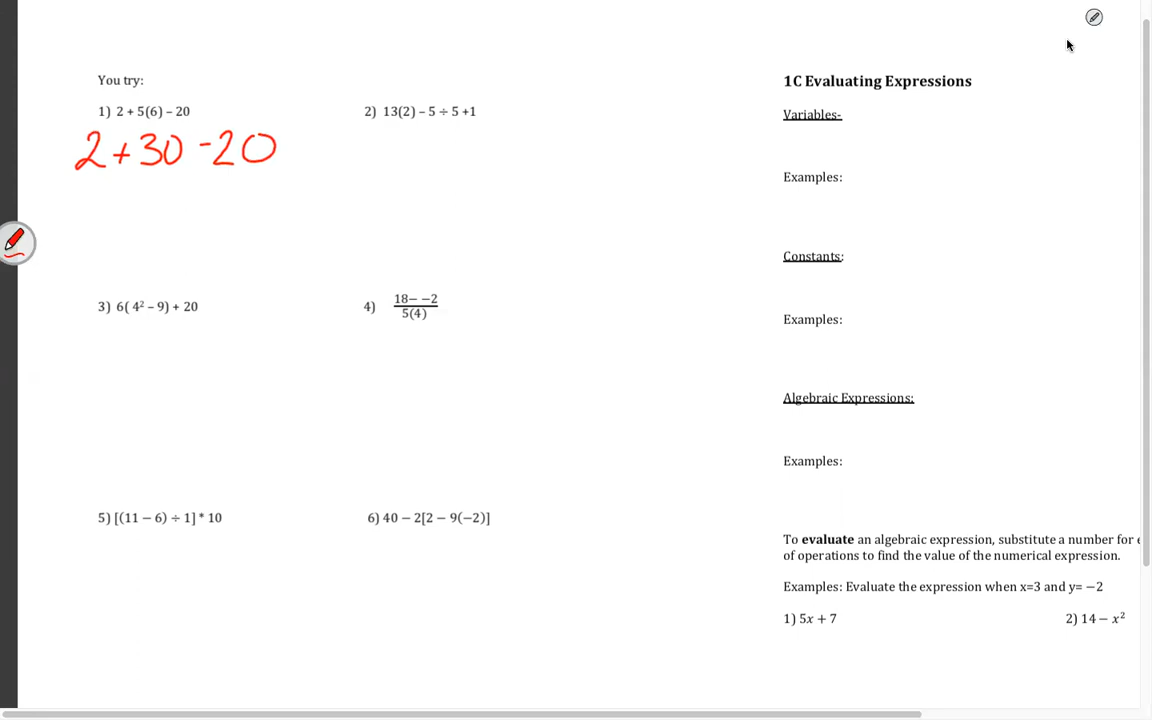 You try:
1) 2 + 5(6) – 20
2) 13(2) – 5 ÷ 5 +1
2+30 -20
3) 6( 4² – 9) + 20
4) 18− −2
5(4)
5) [(11 − 6) ÷ 1] * 10
6) 40 − 2[2 − 9(−2)]
1C Evaluating Expressions
Variables-
Examples:
Constants:
Examples:
Algebraic Expressions:
Examples:
To evaluate an algebraic expression, substitute a number for
of operations to find the value of the numerical expression.
Examples: Evaluate the expression when x=3 and y= −2
1) 5x + 7
2) 14 − x²